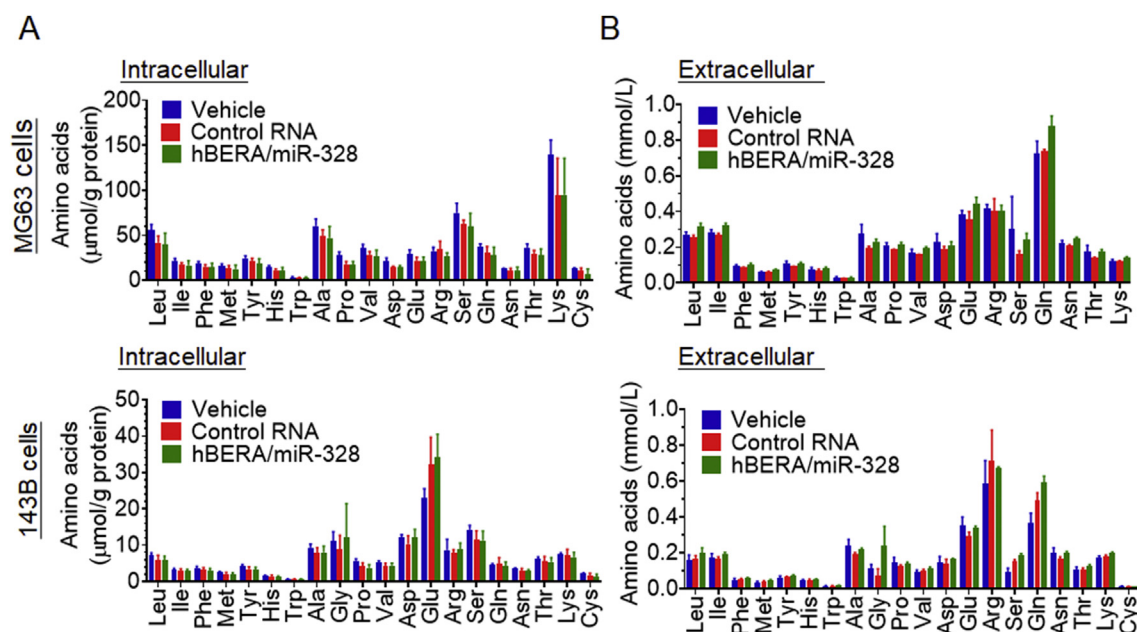 A
B
Intracellular
Extracellular
MG63 cells
Amino acids
(µmol/g protein)
200
150
100
50
0
Vehicle
Control RNA
hBERA/miR-328
Leu Ile Phe Met Tyr His Trp Ala Pro Val Asp Glu Arg Ser Gln Asn Thr Lys Cys
Amino acids (mmol/L)
1.0
0.8
0.6
0.4
0.2
0.0
Vehicle
Control RNA
hBERA/miR-328
Leu Ile Phe Met Tyr His Trp Ala Pro Val Asp Glu Arg Ser Gln Asn Thr Lys
Intracellular
Extracellular
143B cells
Amino acids
(µmol/g protein)
50
40
30
20
10
0
Vehicle
Control RNA
hBERA/miR-328
Leu Ile Phe Met Tyr His Trp Ala Gly Pro Val Asp Glu Arg Ser Gln Asn Thr Lys Cys
Amino acids (mmol/L)
1.0
0.8
0.6
0.4
0.2
0.0
Vehicle
Control RNA
hBERA/miR-328
Leu Ile Phe Met Tyr His Trp Ala Gly Pro Val Asp Glu Arg Ser Gln Asn Thr Lys Cys